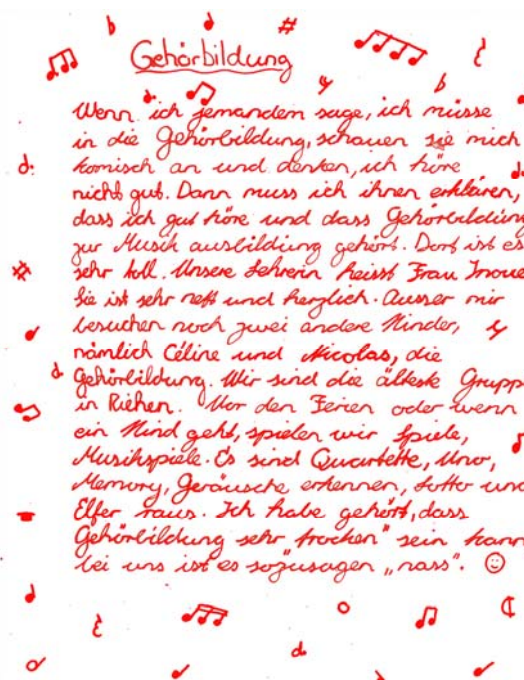 Gehörbildung
Wenn ich jemandem sage, ich müsse
in die Gehörbildung, schauen sie mich
komisch an und denken, ich höre
nicht gut. Dann muss ich ihnen erklären,
dass ich gut höre und dass Gehörbildung
zur Musik ausbildung gehört. Dort ist es
sehr toll. Unsere Lehrerin heisst Frau Inoue
Sie ist sehr nett und herzlich. Ausser mir
besuchen noch zwei andere Kinder,
nämlich Céline und Nicolas, die
Gehörbildung. Wir sind die älteste Grupp
in Riehen. Vor den Ferien oder wenn
ein Kind geht, spielen wir Spiele,
Musikspiele. Es sind Quartette, Uno,
Memory, Geräusche erkennen, Lotto und
Elfer raus. Ich habe gehört, dass
Gehörbildung sehr "trocken" sein kann
bei uns ist es sozusagen „nass". ☺